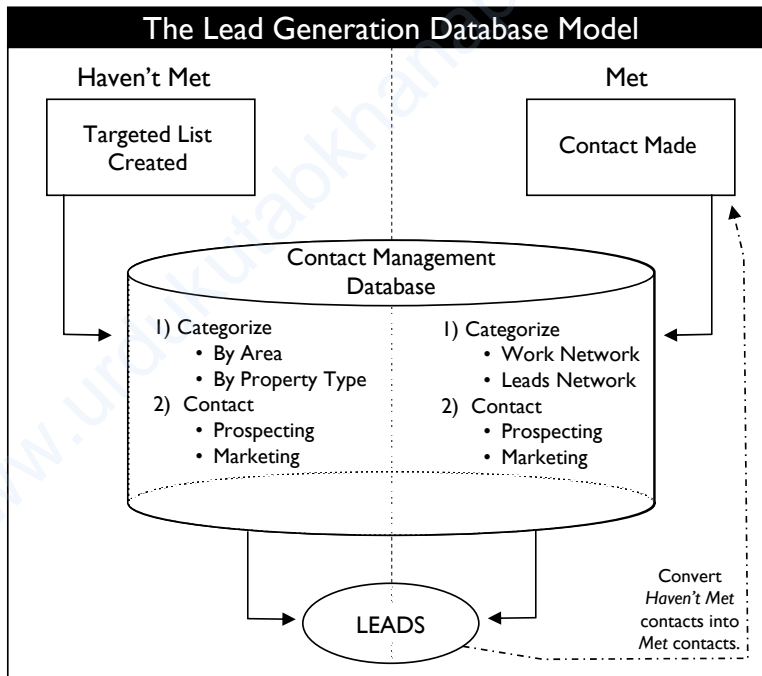 The Lead Generation Database Model
Haven't Met
Met
Targeted List
Created
Contact Made
Contact Management
Database
1) Categorize
• By Area
• By Property Type
2) Contact
• Prospecting
• Marketing
1) Categorize
• Work Network
• Leads Network
2) Contact
• Prospecting
• Marketing
LEADS
Convert
Haven't Met
contacts into
Met contacts.